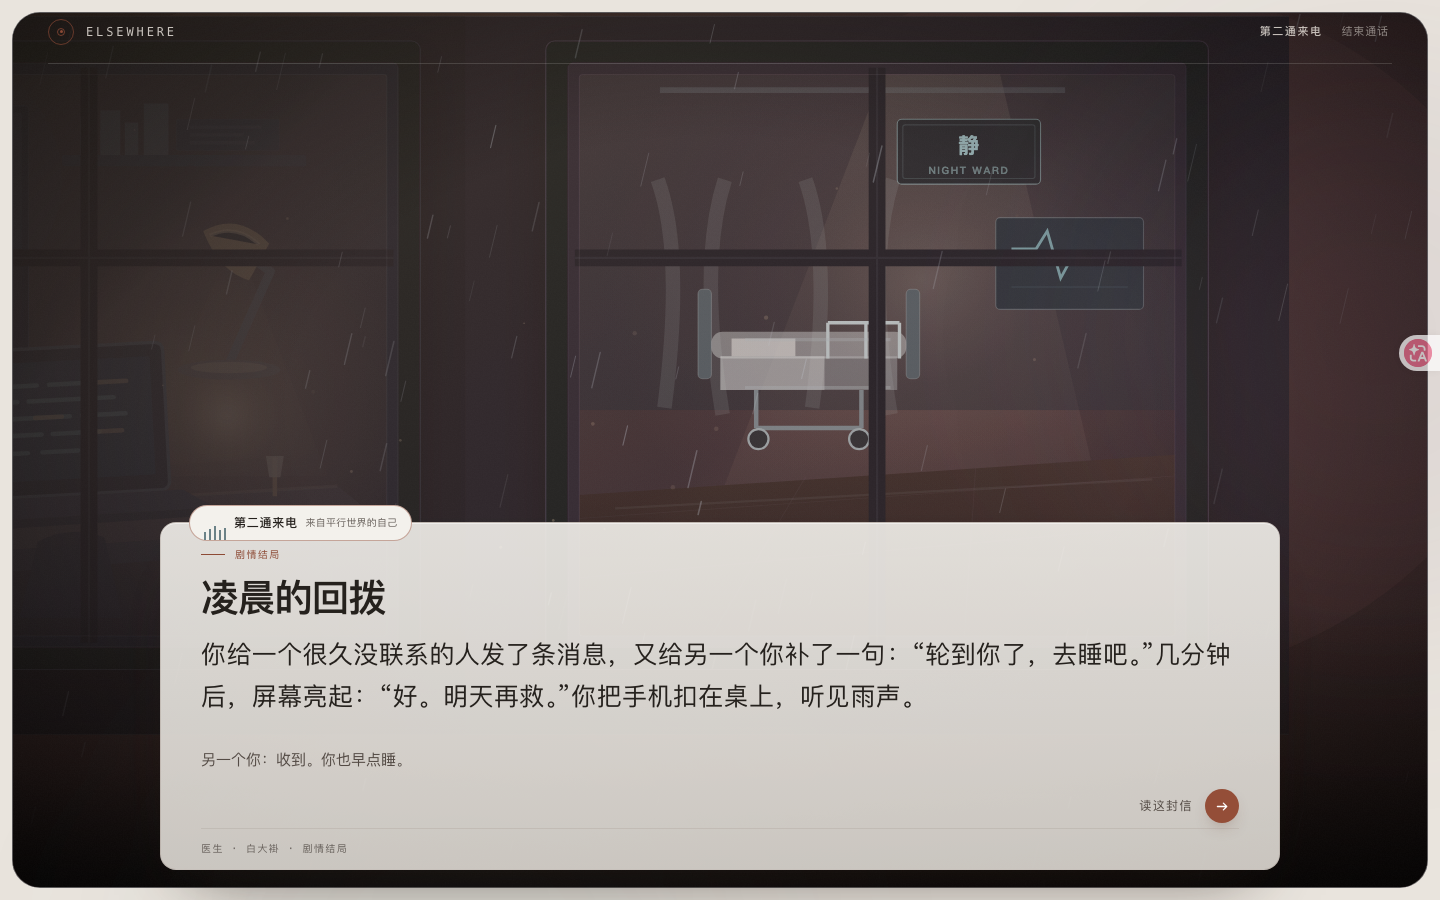 ELSEWHERE
第二通来电 结束通话
静
NIGHT WARD
第二通来电 来自平行世界的自己
剧情结局
凌晨的回拨
你给一个很久没联系的人发了条消息，又给另一个你补了一句：“轮到你了，去睡吧。”几分钟
后，屏幕亮起：“好。明天再救。”你把手机扣在桌上，听见雨声。
另一个你：收到。你也早点睡。
读这封信
医生 · 白大褂 · 剧情结局